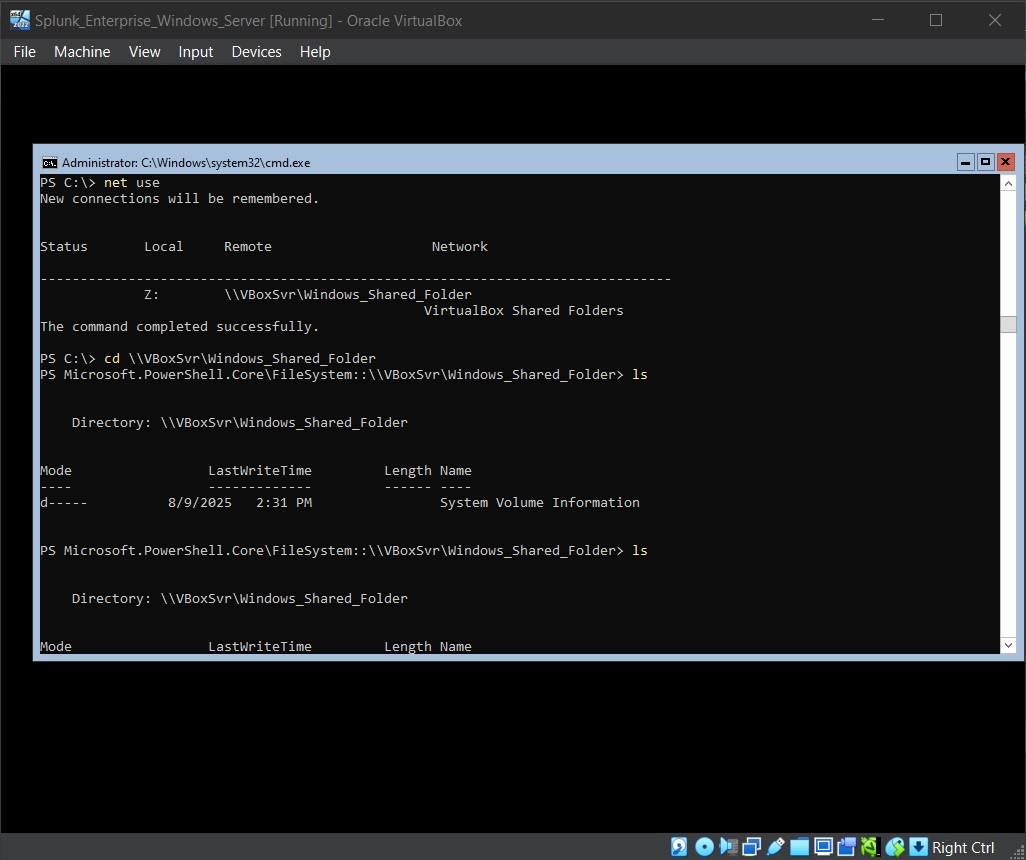 Splunk_Enterprise_Windows_Server [Running] - Oracle VirtualBox
File Machine View Input Devices Help
Administrator: C:\Windows\system32\cmd.exe
PS C:\> net use
New connections will be remembered.
Status Local Remote Network
-------------------------------------------------------------------------------
Z: \\VBoxSvr\Windows_Shared_Folder
VirtualBox Shared Folders
The command completed successfully.
PS C:\> cd \\VBoxSvr\Windows_Shared_Folder
PS Microsoft.PowerShell.Core\FileSystem::\\VBoxSvr\Windows_Shared_Folder> ls
Directory: \\VBoxSvr\Windows_Shared_Folder
Mode LastWriteTime Length Name
---- ------------- ------ ----
d----- 8/9/2025 2:31 PM System Volume Information
PS Microsoft.PowerShell.Core\FileSystem::\\VBoxSvr\Windows_Shared_Folder> ls
Directory: \\VBoxSvr\Windows_Shared_Folder
Mode LastWriteTime Length Name
Right Ctrl